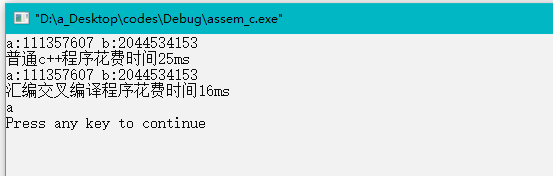 "D:\a_Desktop\codes\Debug\assem_c.exe"
a:111357607 b:2044534153
普通c++程序花费时间25ms
a:111357607 b:2044534153
汇编交叉编译程序花费时间16ms
a
Press any key to continue